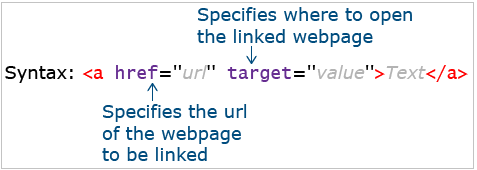 Specifies where to open
the linked webpage
Syntax: <a href="url" target="value">Text</a>
Specifies the url
of the webpage
to be linked